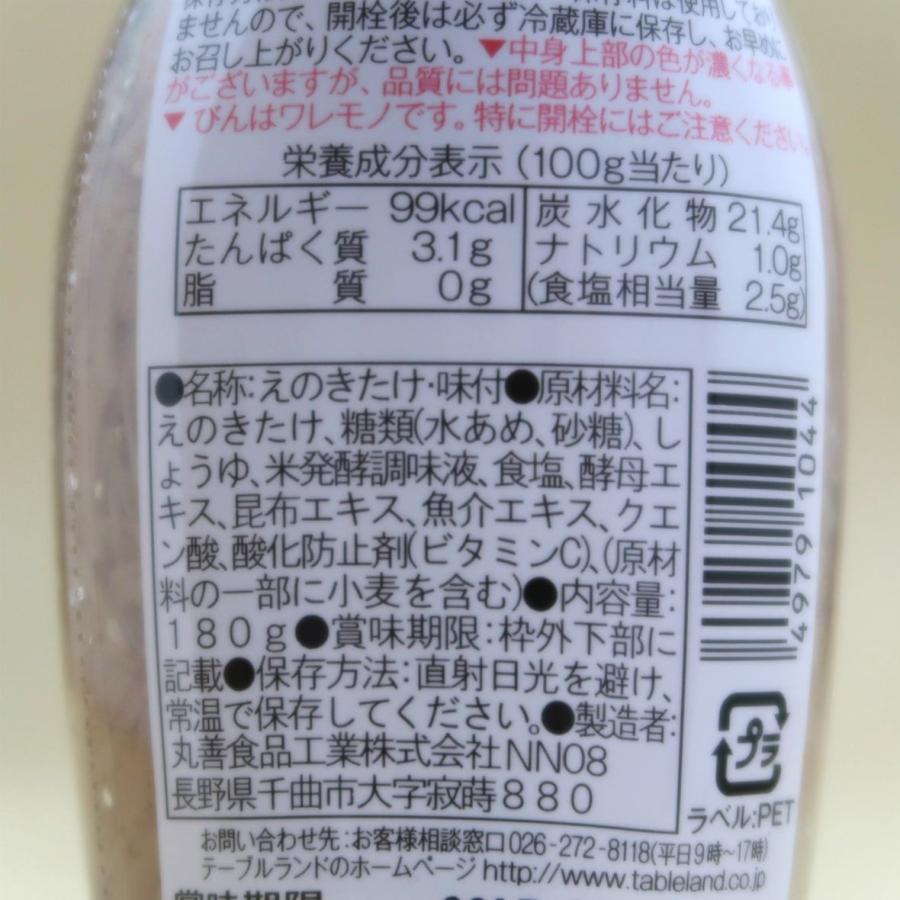 は使用しており
ませんので、開栓後は必ず冷蔵庫に保存し、お早めに
お召し上がりください。▼中身上部の色が濃くなる事
がございますが、品質には問題ありません。
▼びんはワレモノです。特に開栓にはご注意ください。
栄養成分表示(100g当たり)
エネルギー 99kcal 炭水化物 21.4g
たんぱく質 3.1g ナトリウム 1.0g
脂質 0g (食塩相当量 2.5g)
●名称:えのきたけ・味付●原材料名:
えのきたけ、糖類(水あめ、砂糖)、し
ょうゆ、米発酵調味液、食塩、酵母エ
キス、昆布エキス、魚介エキス、クエ
ン酸、酸化防止剤(ビタミンC)、(原材
料の一部に小麦を含む)●内容量:
180g●賞味期限:枠外下部に
記載●保存方法:直射日光を避け、
常温で保存してください。●製造者:
丸善食品工業株式会社NN08
長野県千曲市大字寂蒔880
4976104
プラ
ラベル:PET
お問い合わせ先:お客様相談窓口026-272-8118(平日9時~17時)
テーブルランドのホームページhttp://www.tableland.co.jp
賞味期限